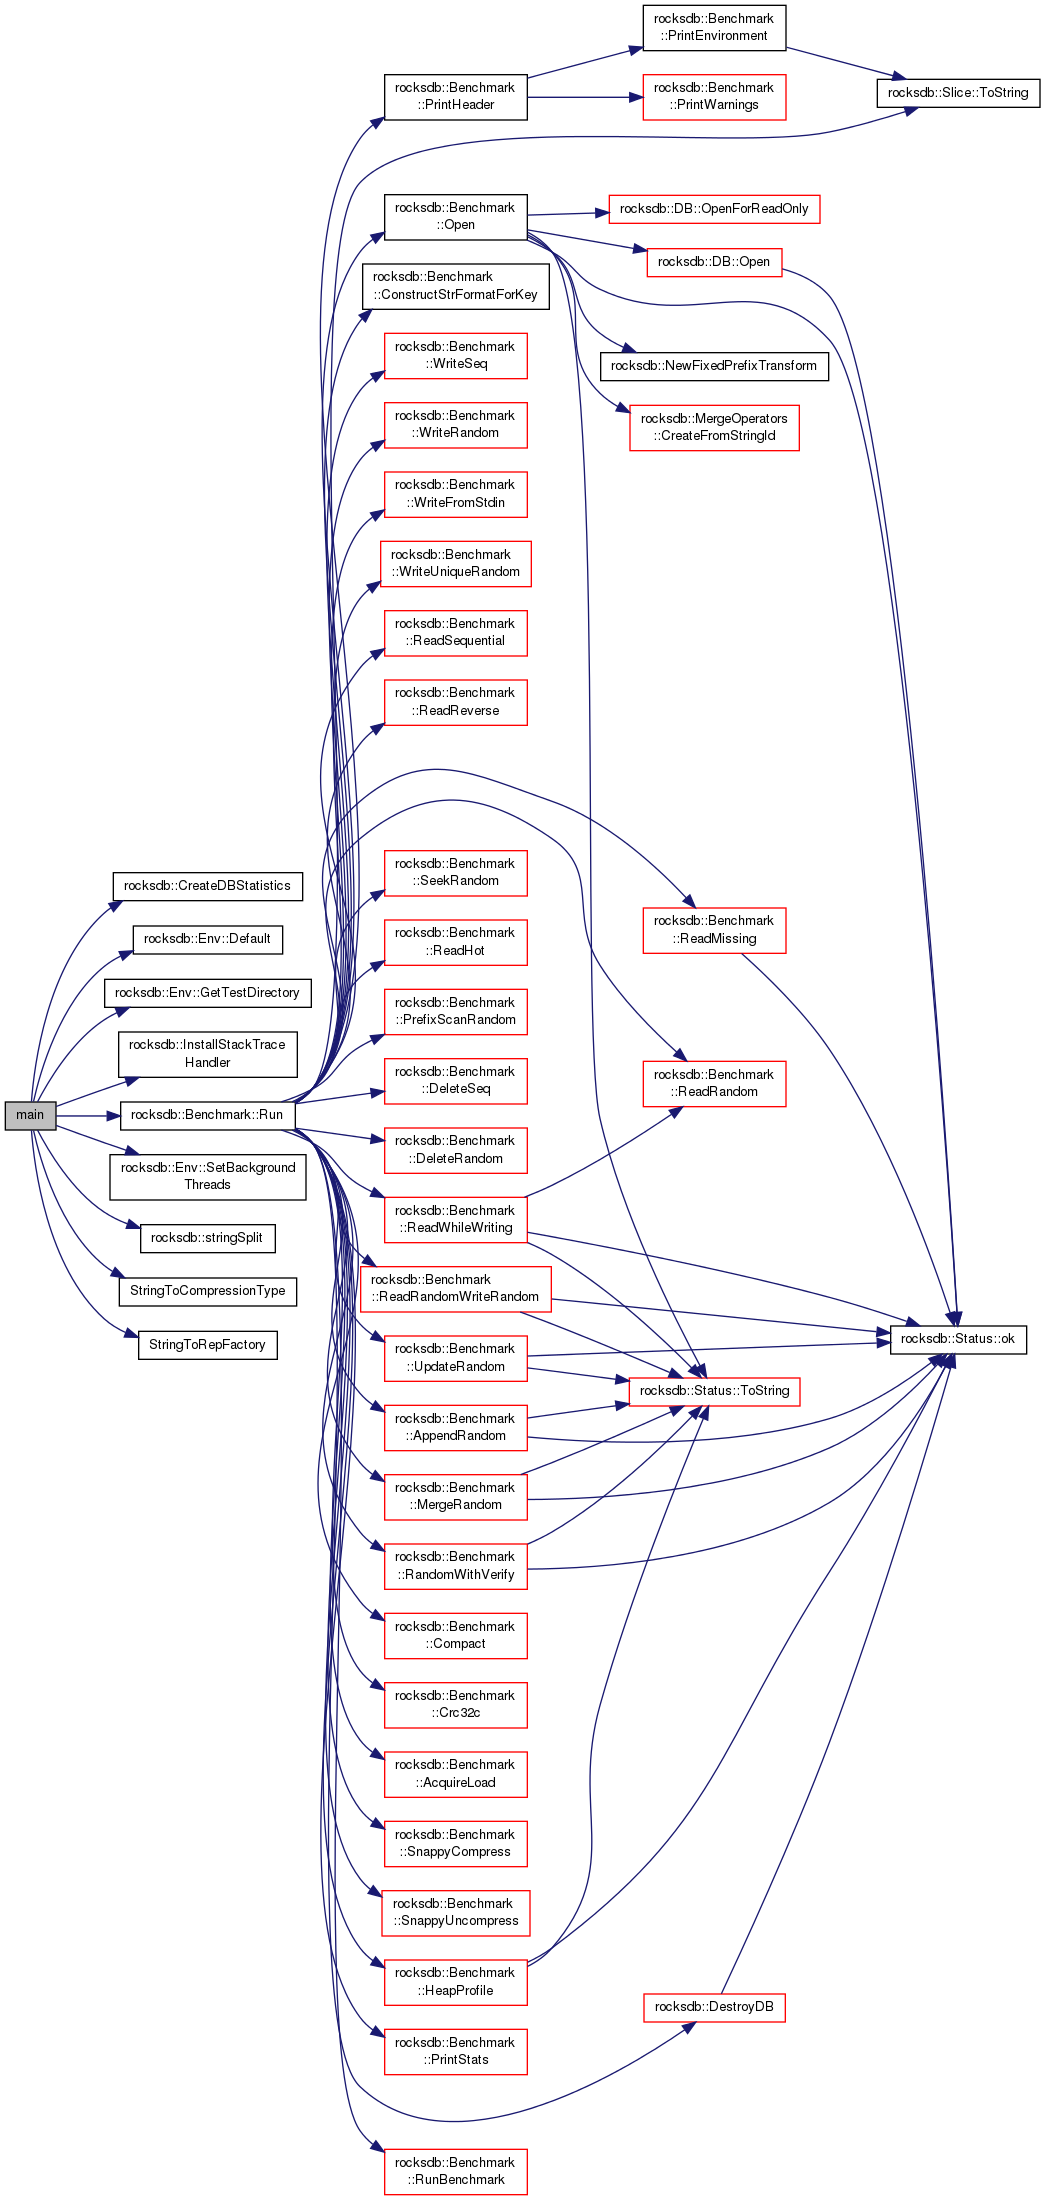 main
rocksdb::CreateDBStatistics
rocksdb::Env::Default
rocksdb::Env::GetTestDirectory
rocksdb::InstallStackTrace
Handler
rocksdb::Benchmark::Run
rocksdb::Env::SetBackground
Threads
rocksdb::stringSplit
StringToCompressionType
StringToRepFactory
rocksdb::Benchmark
::PrintHeader
rocksdb::Benchmark
::Open
rocksdb::Benchmark
::ConstructStrFormatForKey
rocksdb::Benchmark
::WriteSeq
rocksdb::Benchmark
::WriteRandom
rocksdb::Benchmark
::WriteFromStdin
rocksdb::Benchmark
::WriteUniqueRandom
rocksdb::Benchmark
::ReadSequential
rocksdb::Benchmark
::ReadReverse
rocksdb::Benchmark
::SeekRandom
rocksdb::Benchmark
::ReadHot
rocksdb::Benchmark
::PrefixScanRandom
rocksdb::Benchmark
::DeleteSeq
rocksdb::Benchmark
::DeleteRandom
rocksdb::Benchmark
::ReadWhileWriting
rocksdb::Benchmark
::ReadRandomWriteRandom
rocksdb::Benchmark
::UpdateRandom
rocksdb::Benchmark
::AppendRandom
rocksdb::Benchmark
::MergeRandom
rocksdb::Benchmark
::RandomWithVerify
rocksdb::Benchmark
::Compact
rocksdb::Benchmark
::Crc32c
rocksdb::Benchmark
::AcquireLoad
rocksdb::Benchmark
::SnappyCompress
rocksdb::Benchmark
::SnappyUncompress
rocksdb::Benchmark
::HeapProfile
rocksdb::Benchmark
::PrintStats
rocksdb::Benchmark
::RunBenchmark
rocksdb::Benchmark
::PrintEnvironment
rocksdb::Benchmark
::PrintWarnings
rocksdb::DB::OpenForReadOnly
rocksdb::DB::Open
rocksdb::NewFixedPrefixTransform
rocksdb::MergeOperators
::CreateFromStringId
rocksdb::Benchmark
::ReadMissing
rocksdb::Benchmark
::ReadRandom
rocksdb::Status::ToString
rocksdb::DestroyDB
rocksdb::Slice::ToString
rocksdb::Status::ok